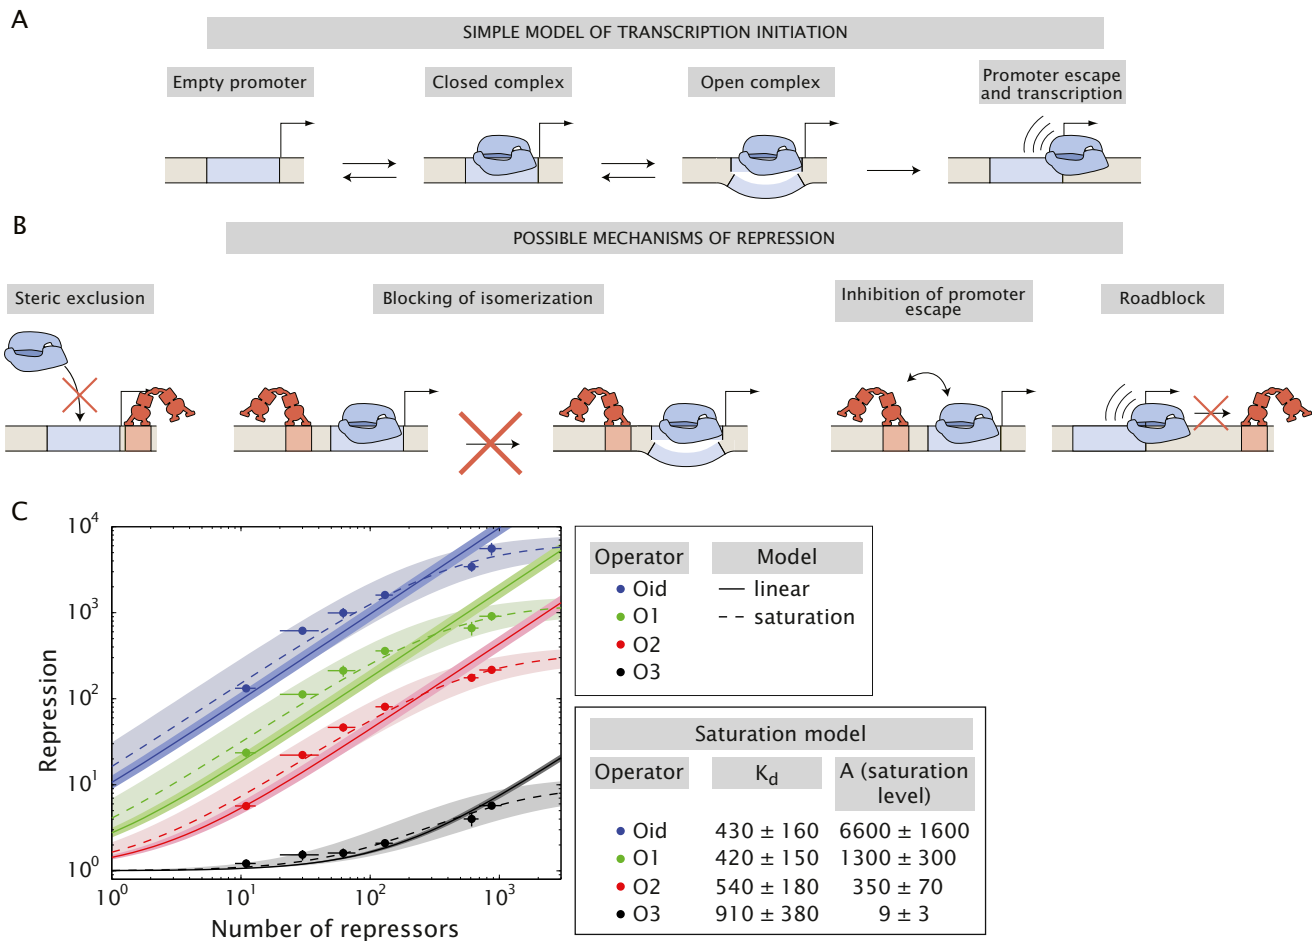 A
SIMPLE MODEL OF TRANSCRIPTION INITIATION
Empty promoter
Closed complex
Open complex
Promoter escape
and transcription
B
POSSIBLE MECHANISMS OF REPRESSION
Steric exclusion
Blocking of isomerization
Inhibition of promoter
escape
Roadblock
C
Repression
10^4
10^3
10^2
10^1
10^0
10^0 10^1 10^2 10^3
Number of repressors
Operator Model
Oid linear
O1 saturation
O2
O3
Saturation model
Operator K_d A (saturation
level)
Oid 430 ± 160 6600 ± 1600
O1 420 ± 150 1300 ± 300
O2 540 ± 180 350 ± 70
O3 910 ± 380 9 ± 3